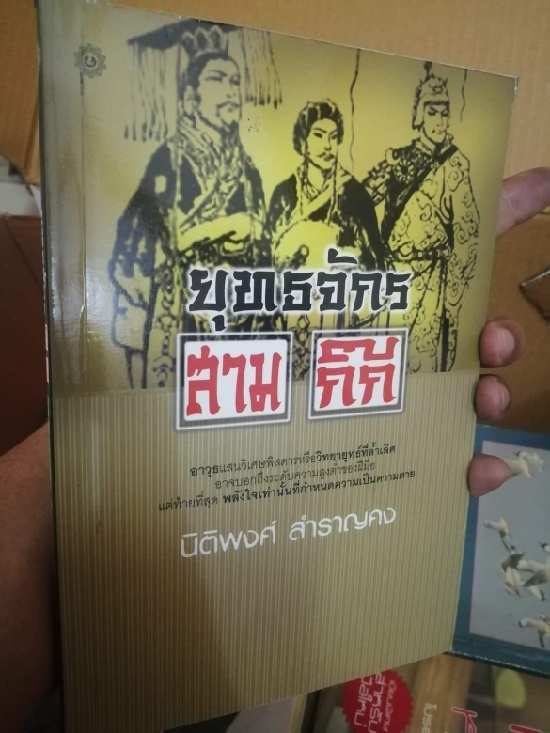 ยุทธจักร
สามก๊ก
อาวุธแสนวิเศษพิสดารหรือวิทยายุทธ์ที่ล้ำเลิศ
อาจบอกถึงระดับความสูงต่ำของฝีมือ
แต่ท้ายที่สุด พลังใจเท่านั้นที่กำหนดความเป็นความตาย
นิติพงศ์ สำราญคง